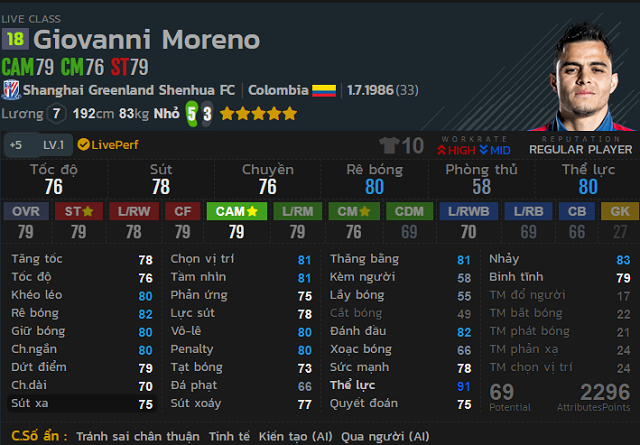 LIVE CLASS
18 Giovanni Moreno
CAM79 CM76 ST79
Shanghai Greenland Shenhua FC Colombia 1.7.1986 (33)
Lương 7 192cm 83kg Nhỏ 5 3
+5 LV.1 LivePerf 10 WORKRATE HIGH MID REPUTATION REGULAR PLAYER
Tốc độ Sút Chuyền Rê bóng Phòng thủ Thể lực
76 78 76 80 58 80
OVR ST L/RW CF CAM L/RM CM CDM L/RWB L/RB CB GK
79 79 78 79 79 79 76 69 70 69 66 27
Tăng tốc 78 Chọn vị trí 81 Thăng bằng 81 Nhảy 83
Tốc độ 76 Tầm nhìn 81 Kèm người 58 Bình tĩnh 79
Khéo léo 80 Phản ứng 75 Lấy bóng 55 TM đổ người 17
Rê bóng 82 Lực sút 78 Cắt bóng 49 TM bắt bóng 22
Giữ bóng 80 Vô-lê 80 Đánh đầu 82 TM phát bóng 21
Ch.ngắn 80 Penalty 80 Xoạc bóng 66 TM phản xạ 24
Dứt điểm 79 Tạt bóng 73 Sức mạnh 78 TM chọn vị trí 24
Ch.dài 70 Đá phạt 66 Thể lực 91 69 2296
Sút xa 75 Sút xoáy 77 Quyết đoán 75 Potential AttributesPoints
C.Số ẩn : Tránh sai chân thuận Tinh tế Kiến tạo (AI) Qua người (AI)